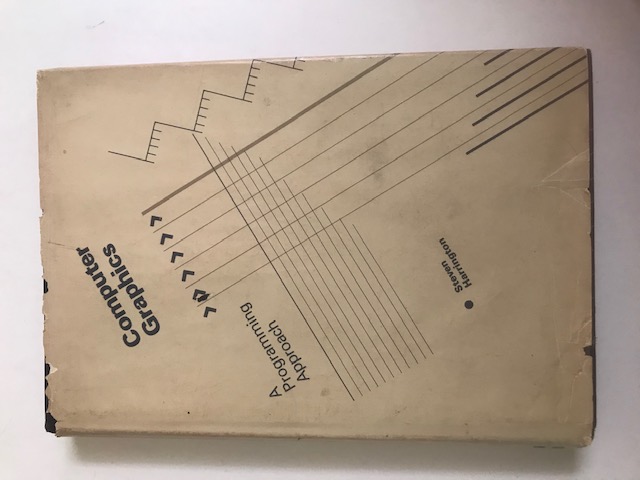 Computer
Graphics
A
Programming
Approach
Steven
Harrington